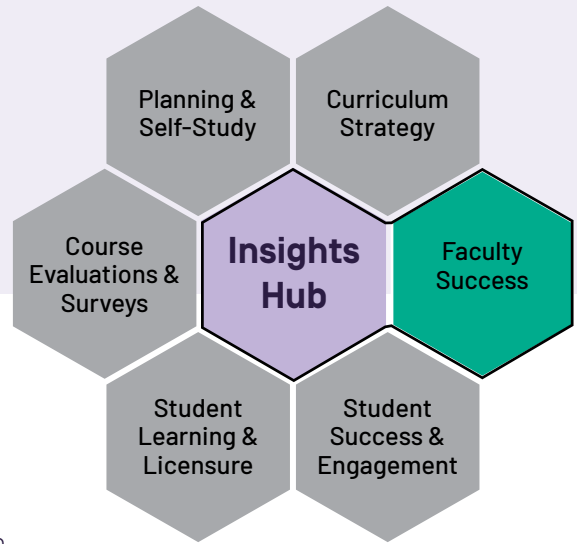 Planning &
Self-Study
Curriculum
Strategy
Course
Evaluations &
Surveys
Insights
Hub
Faculty
Success
Student
Learning &
Licensure
Student
Success &
Engagement